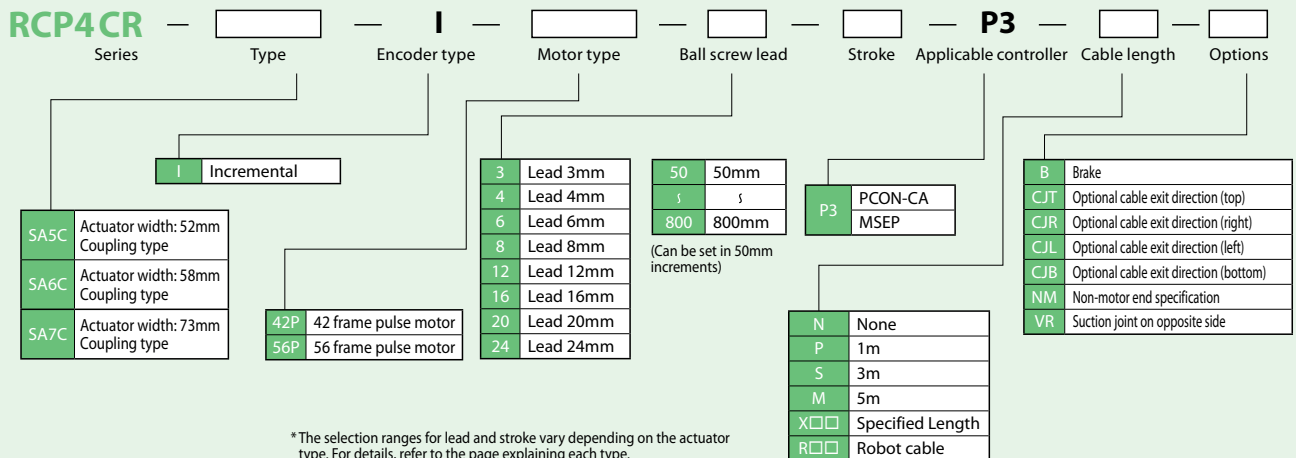 RCP4CR — — I — — — — P3 — —
Series Type Encoder type Motor type Ball screw lead Stroke Applicable controller Cable length Options
I Incremental
SA5C Actuator width: 52mm
Coupling type
SA6C Actuator width: 58mm
Coupling type
SA7C Actuator width: 73mm
Coupling type
42P 42 frame pulse motor
56P 56 frame pulse motor
3 Lead 3mm
4 Lead 4mm
6 Lead 6mm
8 Lead 8mm
12 Lead 12mm
16 Lead 16mm
20 Lead 20mm
24 Lead 24mm
50 50mm
∫ ∫
800 800mm
(Can be set in 50mm
increments)
P3 PCON-CA
MSEP
N None
P 1m
S 3m
M 5m
X□□ Specified Length
R□□ Robot cable
B Brake
CJT Optional cable exit direction (top)
CJR Optional cable exit direction (right)
CJL Optional cable exit direction (left)
CJB Optional cable exit direction (bottom)
NM Non-motor end specification
VR Suction joint on opposite side
* The selection ranges for lead and stroke vary depending on the actuator
type. For details, refer to the page explaining each type.